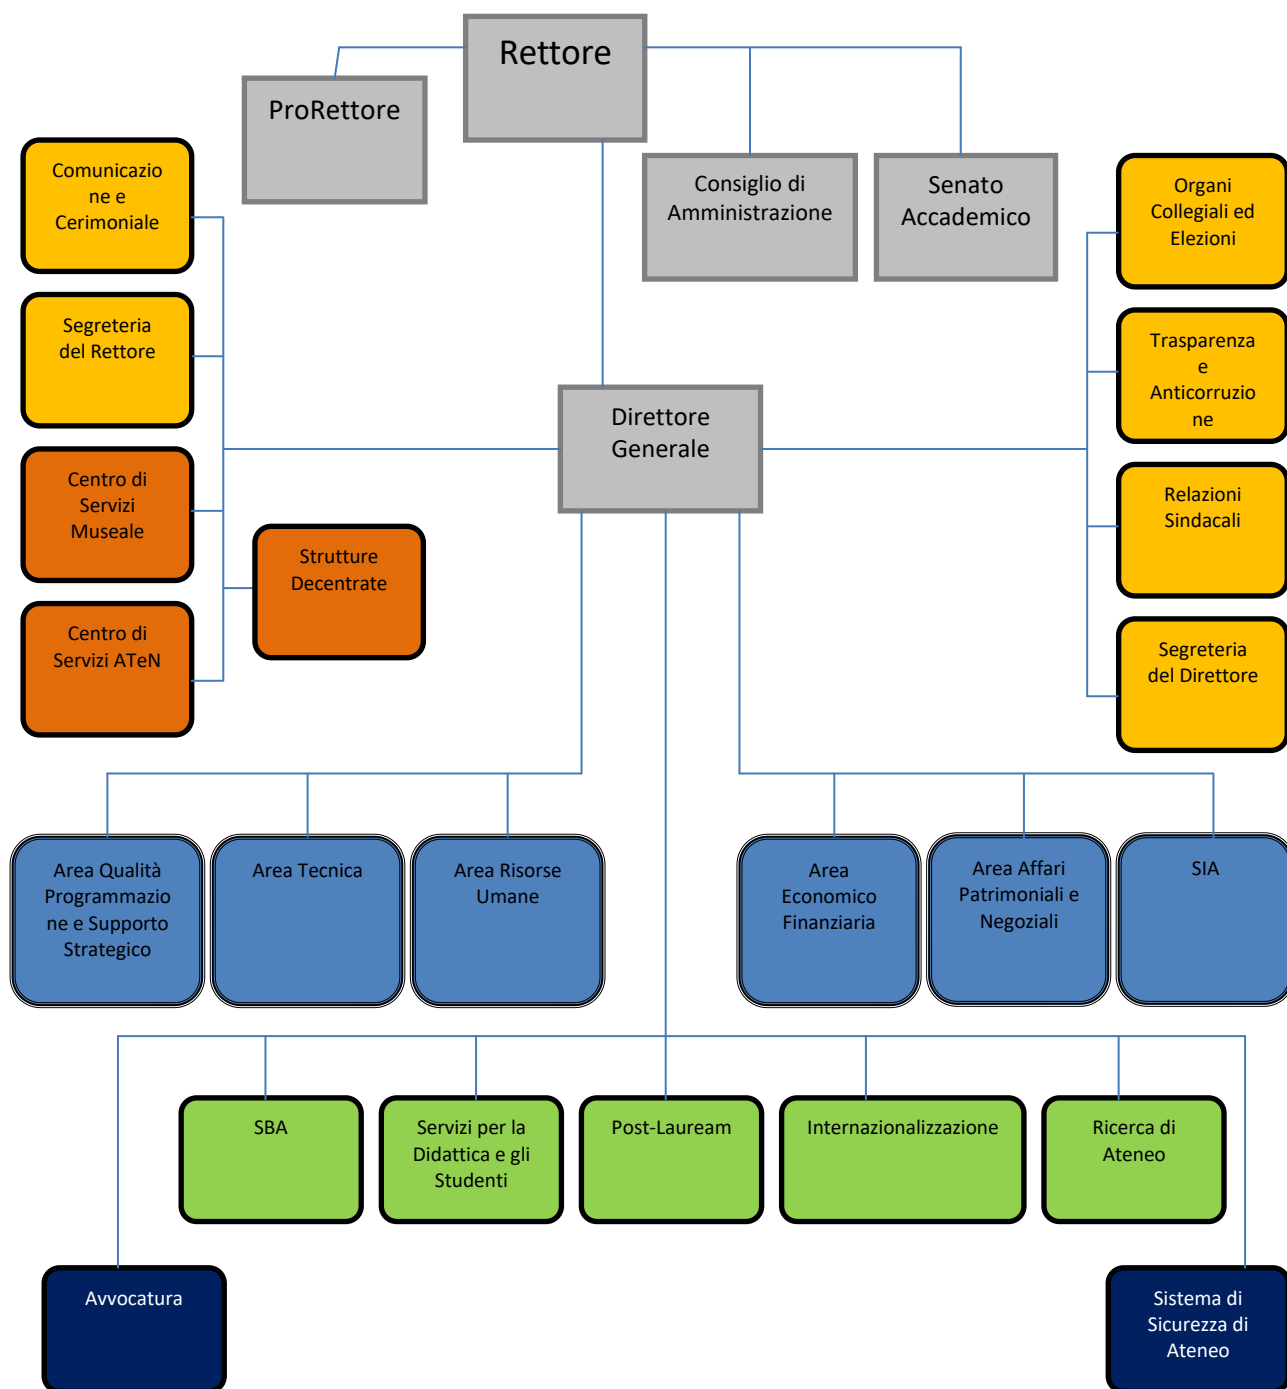 Rettore
ProRettore
Consiglio di
Amministrazione
Senato
Accademico
Comunicazio
ne e
Cerimoniale
Segreteria
del Rettore
Centro di
Servizi
Museale
Centro di
Servizi ATeN
Strutture
Decentrate
Direttore
Generale
Organi
Collegiali ed
Elezioni
Trasparenza
e
Anticorruzio
ne
Relazioni
Sindacali
Segreteria
del Direttore
Area Qualità
Programmazio
ne e Supporto
Strategico
Area Tecnica
Area Risorse
Umane
Area
Economico
Finanziaria
Area Affari
Patrimoniali e
Negoziali
SIA
SBA
Servizi per la
Didattica e gli
Studenti
Post-Lauream
Internazionalizzazione
Ricerca di
Ateneo
Avvocatura
Sistema di
Sicurezza di
Ateneo